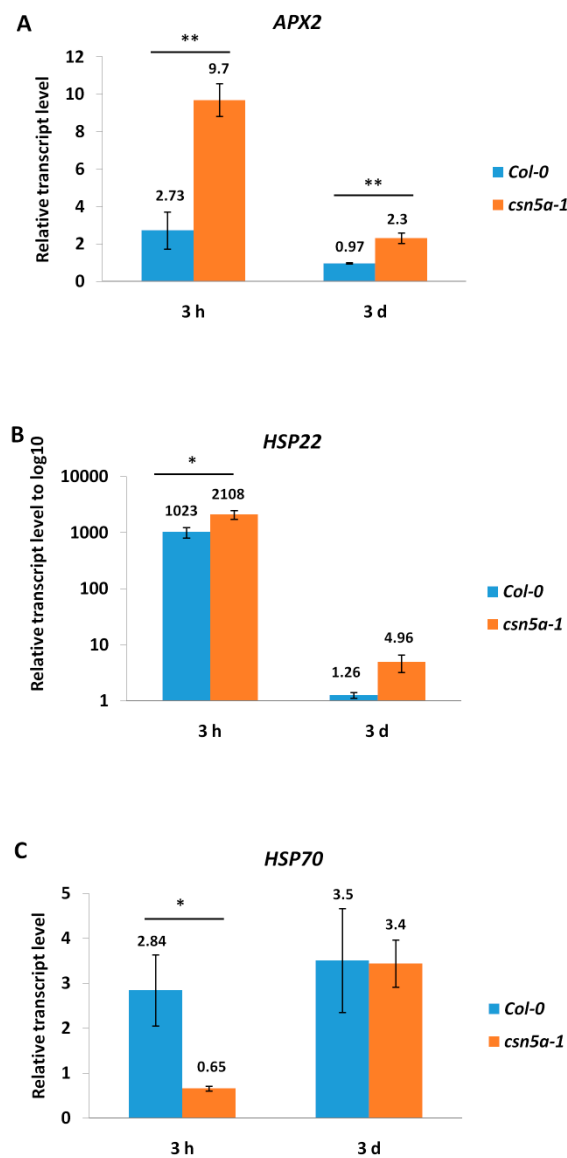 A
APX2
**
9.7
12
10
8
6
4
2
0
Relative transcript level
2.73
**
2.3
0.97
3 h
3 d
Col-0
csn5a-1
B
HSP22
*
2108
1023
10000
1000
100
10
1
Relative transcript level to log10
4.96
1.26
3 h
3 d
Col-0
csn5a-1
C
HSP70
5
4
3
2
1
0
Relative transcript level
*
2.84
0.65
3.5
3.4
3 h
3 d
Col-0
csn5a-1